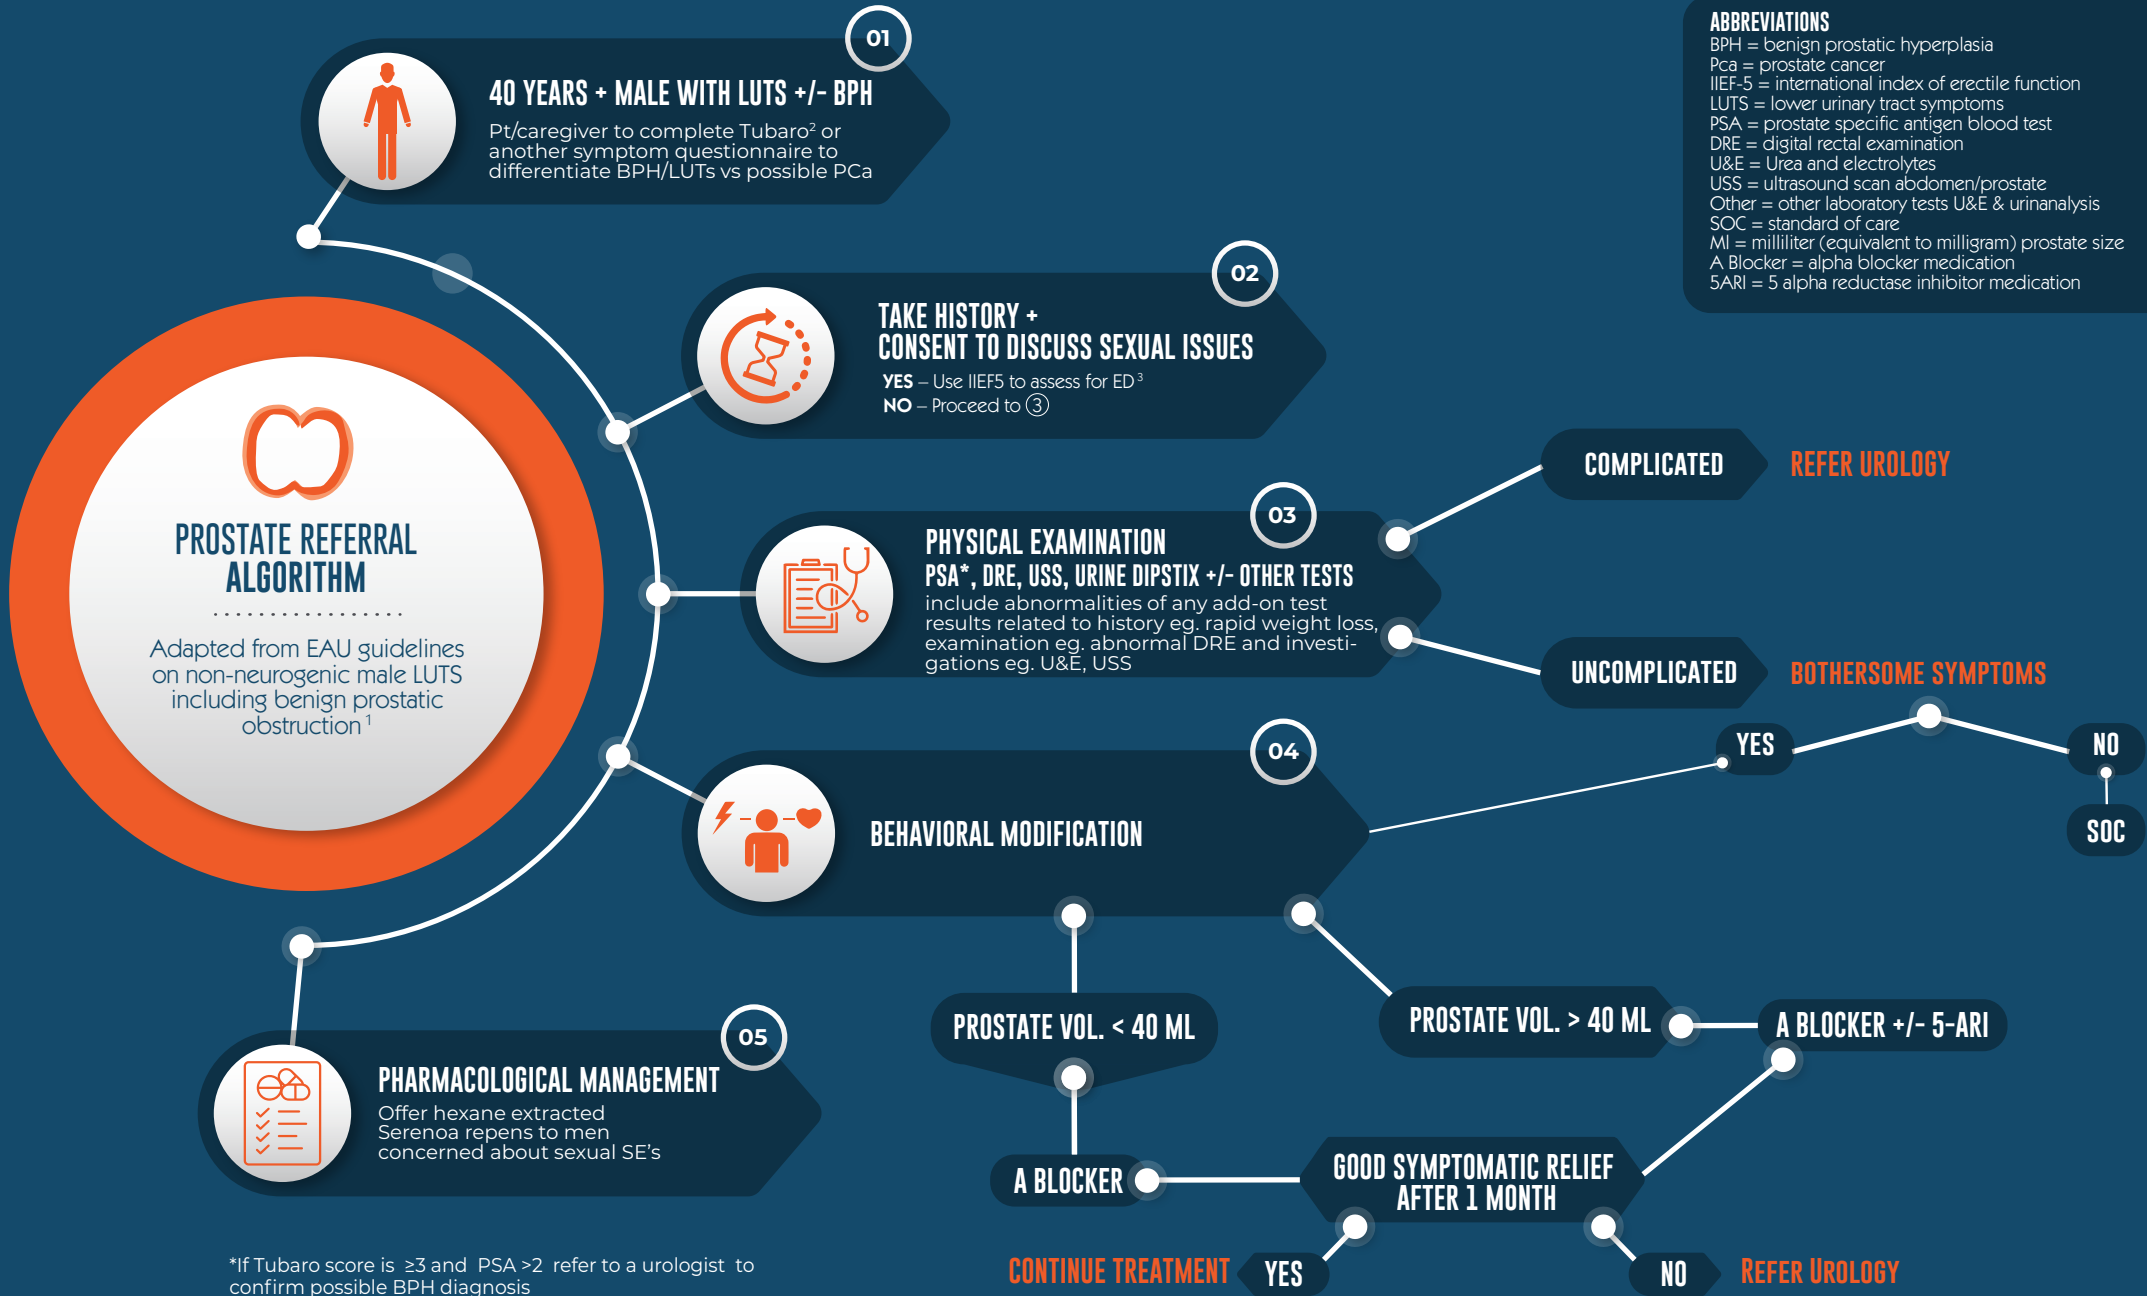 ABBREVIATIONS
BPH = benign prostatic hyperplasia
Pca = prostate cancer
IIEF-5 = international index of erectile function
LUTS = lower urinary tract symptoms
PSA = prostate specific antigen blood test
DRE = digital rectal examination
U&E = Urea and electrolytes
USS = ultrasound scan abdomen/prostate
Other = other laboratory tests U&E & urinanalysis
SOC = standard of care
Ml = milliliter (equivalent to milligram) prostate size
A Blocker = alpha blocker medication
5ARI = 5 alpha reductase inhibitor medication
PROSTATE REFERRAL
ALGORITHM
Adapted from EAU guidelines
on non-neurogenic male LUTS
including benign prostatic
obstruction 1
01
40 YEARS + MALE WITH LUTS +/- BPH
Pt/caregiver to complete Tubaro2 or
another symptom questionnaire to
differentiate BPH/LUTs vs possible PCa
02
TAKE HISTORY +
CONSENT TO DISCUSS SEXUAL ISSUES
YES – Use IIEF5 to assess for ED 3
NO – Proceed to 3
03
PHYSICAL EXAMINATION
PSA*, DRE, USS, URINE DIPSTIX +/- OTHER TESTS
include abnormalities of any add-on test
results related to history eg. rapid weight loss,
examination eg. abnormal DRE and investi-
gations eg. U&E, USS
COMPLICATED
REFER UROLOGY
UNCOMPLICATED
BOTHERSOME SYMPTOMS
YES
NO
SOC
04
BEHAVIORAL MODIFICATION
PROSTATE VOL. < 40 ML
PROSTATE VOL. > 40 ML
A BLOCKER +/- 5-ARI
A BLOCKER
GOOD SYMPTOMATIC RELIEF
AFTER 1 MONTH
CONTINUE TREATMENT
YES
NO
REFER UROLOGY
05
PHARMACOLOGICAL MANAGEMENT
Offer hexane extracted
Serenoa repens to men
concerned about sexual SE's
*If Tubaro score is ≥3 and PSA >2 refer to a urologist to
confirm possible BPH diagnosis